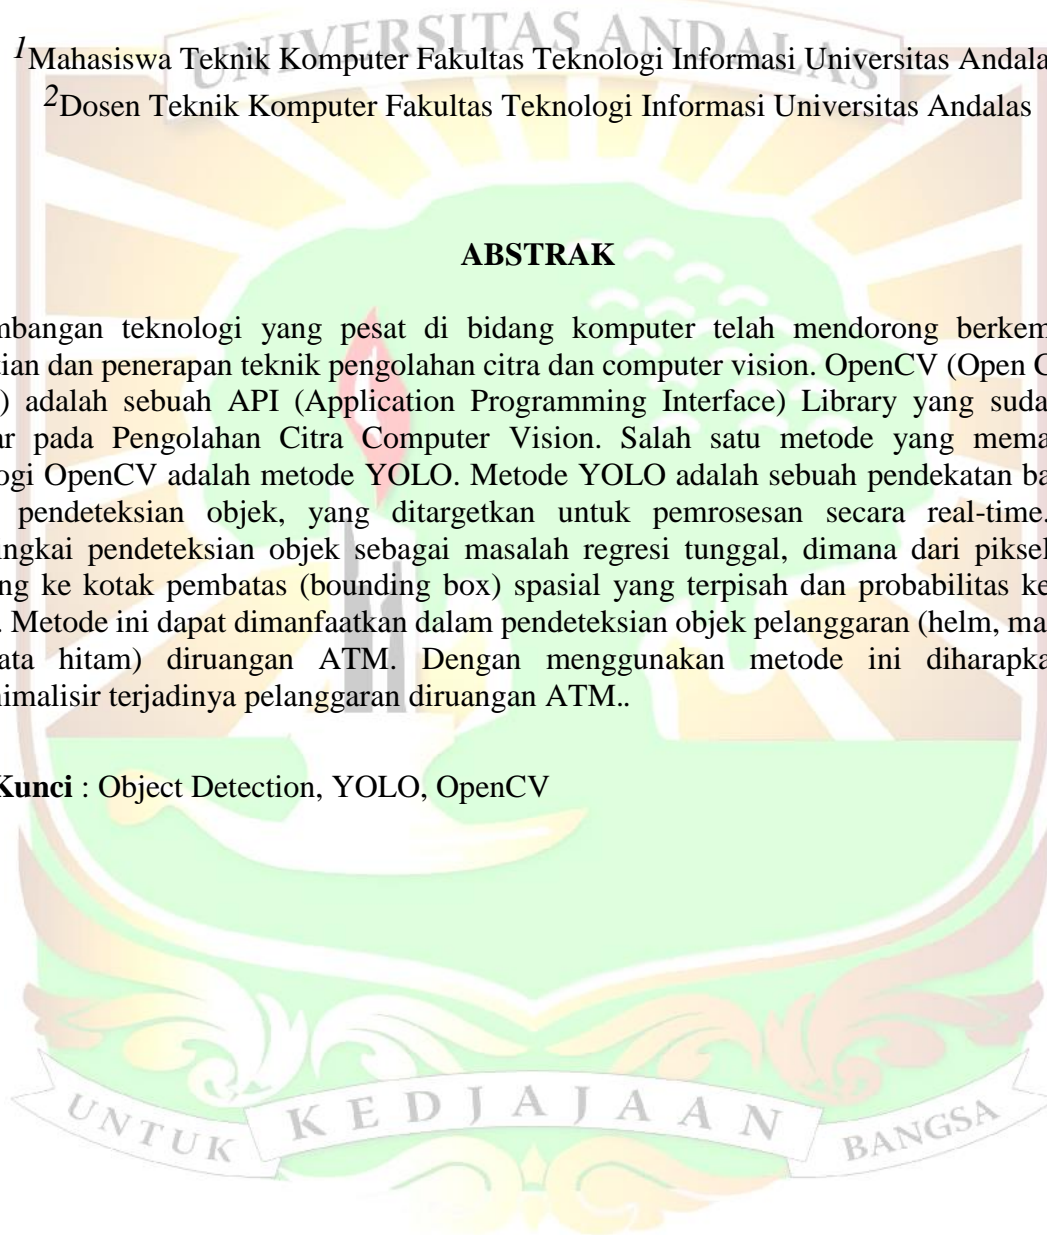 UNIVERSITAS ANDALAS
1Mahasiswa Teknik Komputer Fakultas Teknologi Informasi Universitas Andala
2Dosen Teknik Komputer Fakultas Teknologi Informasi Universitas Andalas
ABSTRAK
mbangan teknologi yang pesat di bidang komputer telah mendorong berkem
tian dan penerapan teknik pengolahan citra dan computer vision. OpenCV (Open C
) adalah sebuah API (Application Programming Interface) Library yang suda
ar pada Pengolahan Citra Computer Vision. Salah satu metode yang mema
ogi OpenCV adalah metode YOLO. Metode YOLO adalah sebuah pendekatan ba
pendeteksian objek, yang ditargetkan untuk pemrosesan secara real-time.
ngkai pendeteksian objek sebagai masalah regresi tunggal, dimana dari piksel
ng ke kotak pembatas (bounding box) spasial yang terpisah dan probabilitas ke
. Metode ini dapat dimanfaatkan dalam pendeteksian objek pelanggaran (helm, ma
ata hitam) diruangan ATM. Dengan menggunakan metode ini diharapka
nimalisir terjadinya pelanggaran diruangan ATM..
Kunci : Object Detection, YOLO, OpenCV
UNTUK KEDJAJAAN BANGSA